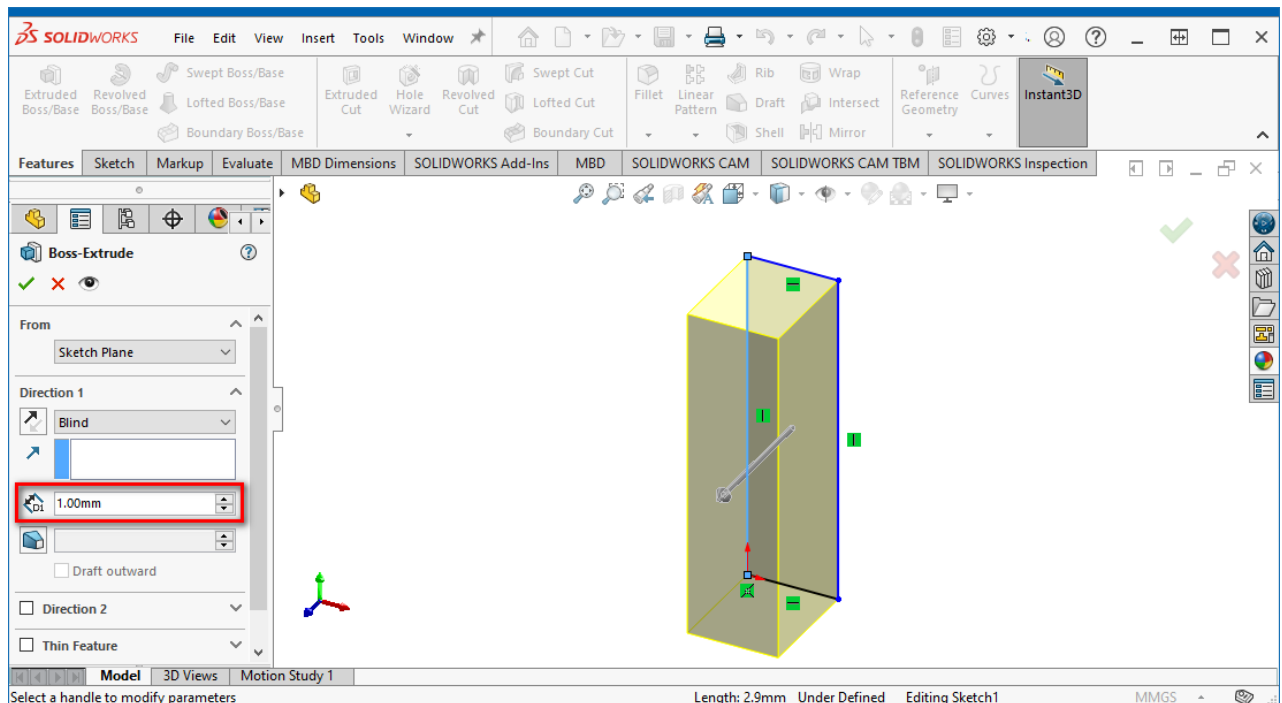 SOLIDWORKS File Edit View Insert Tools Window
Extruded Boss/Base
Revolved Boss/Base
Swept Boss/Base
Lofted Boss/Base
Boundary Boss/Base
Extruded Cut
Hole Wizard
Revolved Cut
Swept Cut
Lofted Cut
Boundary Cut
Fillet
Linear Pattern
Rib
Draft
Shell
Wrap
Intersect
Mirror
Reference Geometry
Curves
Instant3D
Features Sketch Markup Evaluate MBD Dimensions SOLIDWORKS Add-Ins MBD SOLIDWORKS CAM SOLIDWORKS CAM TBM SOLIDWORKS Inspection
Boss-Extrude
From
Sketch Plane
Direction 1
Blind
D1 1.00mm
Draft outward
Direction 2
Thin Feature
Model 3D Views Motion Study 1
Select a handle to modify parameters Length: 2.9mm Under Defined Editing Sketch1 MMGS